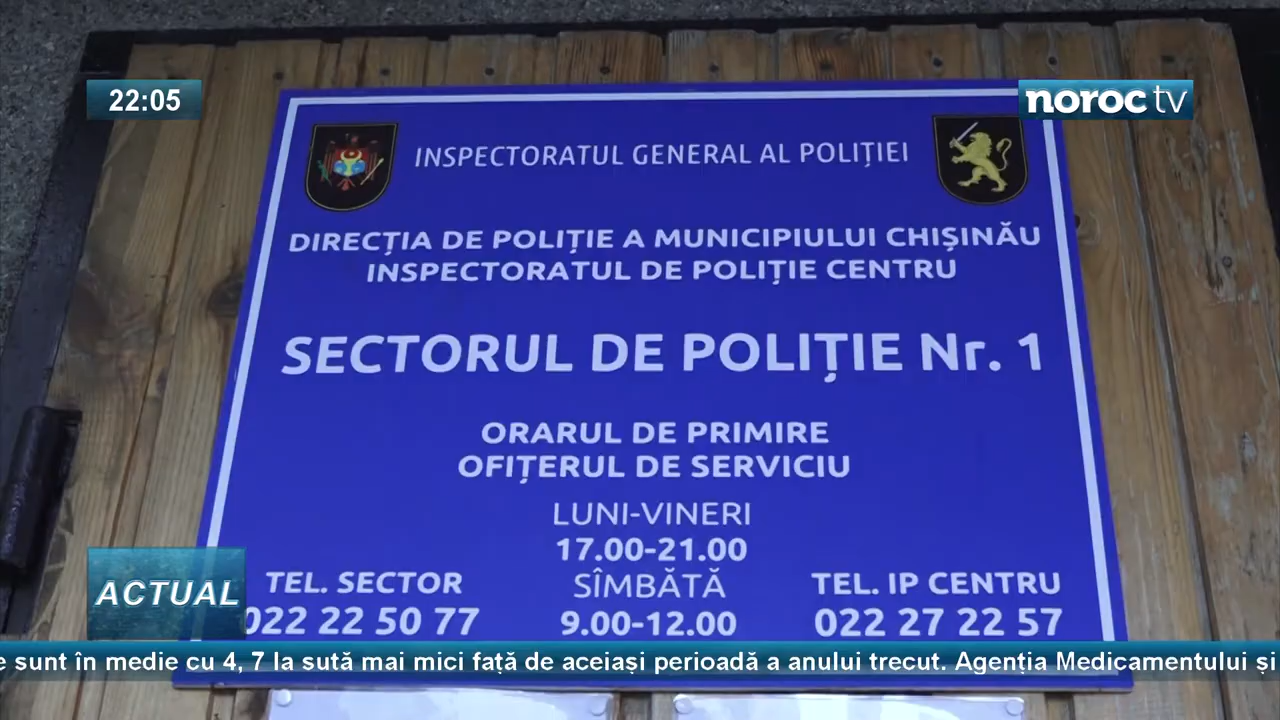 22:05
noroc tv
INSPECTORATUL GENERAL AL POLIȚIEI
DIRECȚIA DE POLIȚIE A MUNICIPIULUI CHIȘINĂU
INSPECTORATUL DE POLIȚIE CENTRU
SECTORUL DE POLIȚIE Nr. 1
ORARUL DE PRIMIRE
OFIȚERUL DE SERVICIU
LUNI-VINERI
17.00-21.00
SÎMBĂTĂ
9.00-12.00
TEL. SECTOR
022 22 50 77
TEL. IP CENTRU
022 27 22 57
ACTUAL
e sunt în medie cu 4, 7 la sută mai mici față de aceiași perioadă a anului trecut. Agenția Medicamentului și